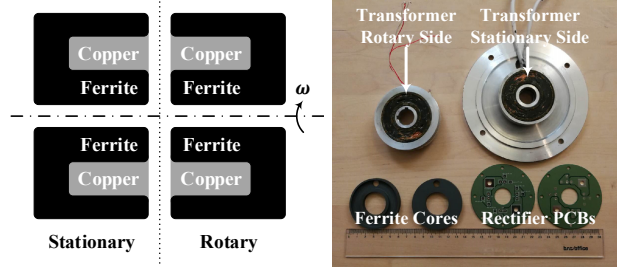 Copper
Copper
Ferrite
Ferrite
ω
Ferrite
Ferrite
Copper
Copper
Stationary
Rotary
Transformer
Rotary Side
Transformer
Stationary Side
Ferrite Cores
Rectifier PCBs